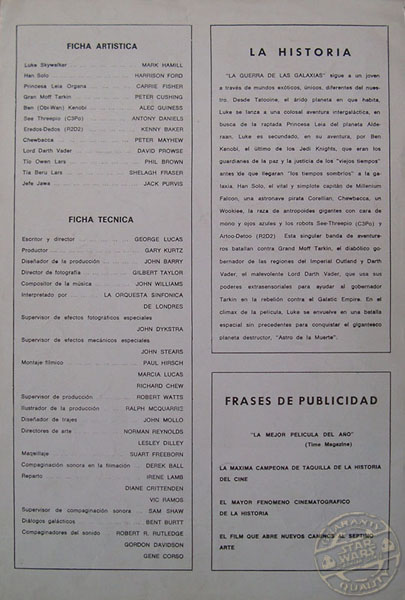 FICHA ARTISTICA
Luke Skywalker MARK HAMILL
Han Solo HARRISON FORD
Princesa Leia Organa CARRIE FISHER
Gran Moff Tarkin PETER CUSHING
Ben (Obi-Wan) Kenobi ALEC GUINESS
See Threepio (C3Po) ANTONY DANIELS
Erados-Dedos (R2D2) KENNY BAKER
Chewbacca PETER MAYHEW
Lord Darth Vader DAVID PROWSE
Tio Owen Lars PHIL BROWN
Tia Beru Lars SHELAGH FRASER
Jefe Jawa JACK PURVIS
FICHA TECNICA
Escritor y director GEORGE LUCAS
Productor GARY KURTZ
Diseñador de la producción JOHN BARRY
Director de fotografía GILBERT TAYLOR
Compositor de la música JOHN WILLIAMS
Interpretado por LA ORQUESTA SINFONICA
DE LONDRES
Supervisor de efectos fotográficos especiales
JOHN DYKSTRA
Supervisor de efectos mecánicos especiales
JOHN STEARS
Montaje fílmico PAUL HIRSCH
MARCIA LUCAS
RICHARD CHEW
Supervisor de producción ROBERT WATTS
Ilustrador de la producción RALPH MCQUARRIE
Diseñador de trajes JOHN MOLLO
Directores de arte NORMAN REYNOLDS
LESLEY DILLEY
Maquillaje SUART FREEBORN
Compaginación sonora en la filmación DEREK BALL
Reparto IRENE LAMB
DIANE CRITTENDEN
VIC RAMOS
Supervisor de compaginación sonora SAM SHAW
Diálogos galácticos BENT BURTT
Compaginadores del sonido ROBERT R. RUTLEDGE
GORDON DAVIDSON
GENE CORSO
LA HISTORIA
"LA GUERRA DE LAS GALAXIAS" sigue a un joven
a través de mundos exóticos, únicos, diferentes del nues-
tro. Desde Tatooine, el árido planeta en que habita,
Luke se lanza a una colosal aventura intergaláctica, en
busca de la raptada Princesa Leia del planeta Alde-
raan. Luke es secundado, en su aventura, por Ben
Kenobi, el último de los Jedi Knights, que eran los
guardianes de la paz y la justicia de los "viejos tiempos"
antes de que llegaran "los tiempos sombríos" a la ga-
laxia. Han Solo, el vital y simplote capitán de Millenium
Falcon, una astronave pirata Corellian; Chewbacca, un
Wookiee, la raza de antropoides gigantes con cara de
mono y ojos azules y los robots See-Threepio (C3Po) y
Artoo-Detoo (R2D2) Esta singular banda de aventure-
ros batallan contra Grand Moff Tarkin, el diabólico go-
bernador de las regiones del Imperial Outland y Darth
Vader, el malevolente Lord Darth Vader, que usa sus
poderes extrasensoriales para ayudar al gobernador
Tarkin en la rebelión contra el Galatic Empire. En el
climax de la película, Luke se envuelve en una batalla
espacial sin precedentes para conquistar el gigantesco
planeta destructor, "Astro de la Muerte".
FRASES DE PUBLICIDAD
"LA MEJOR PELICULA DEL AÑO"
(Time Magazine)
LA MAXIMA CAMPEONA DE TAQUILLA DE LA HISTORIA
DEL CINE
EL MAYOR FENOMENO CINEMATOGRAFICO
DE LA HISTORIA
EL FILM QUE ABRE NUEVOS CAMINOS AL SEPTIMO
ARTE
GARANTIA
STAR
WARS
QUALITY